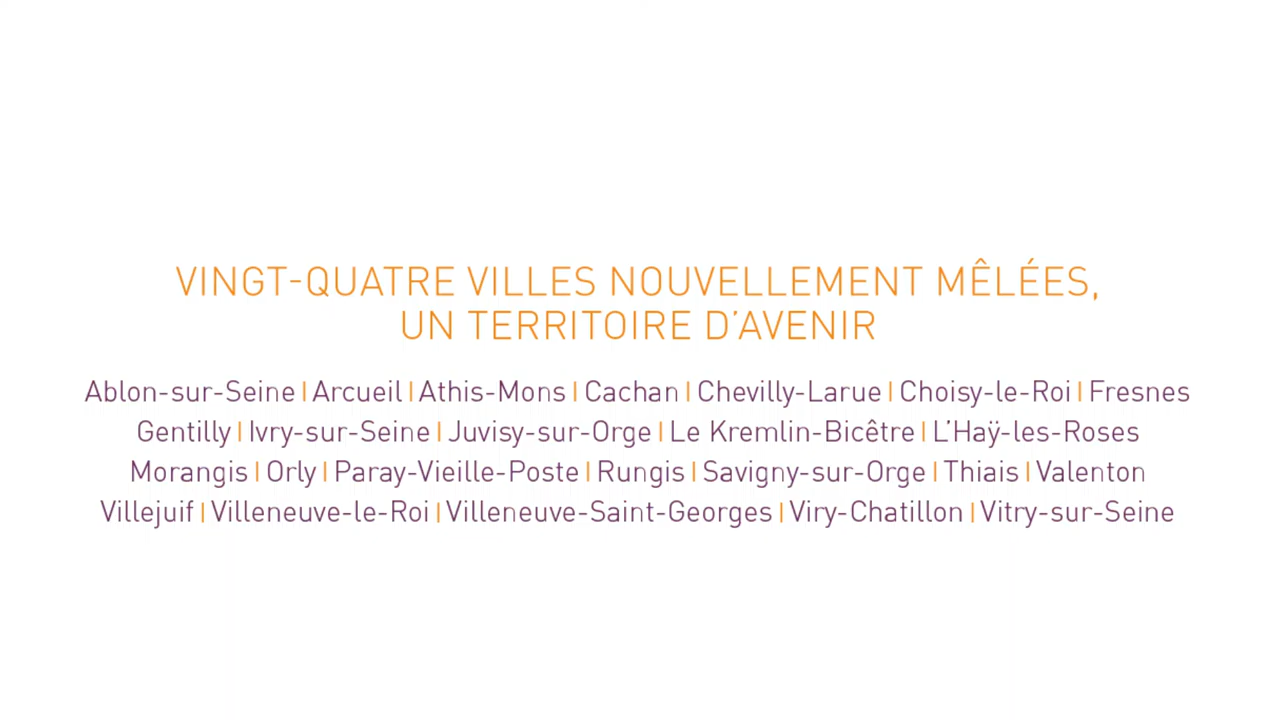 VINGT-QUATRE VILLES NOUVELLEMENT MÊLÉES,
UN TERRITOIRE D’AVENIR
Ablon-sur-Seine | Arcueil | Athis-Mons | Cachan | Chevilly-Larue | Choisy-le-Roi | Fresnes
Gentilly | Ivry-sur-Seine | Juvisy-sur-Orge | Le Kremlin-Bicêtre | L’Haÿ-les-Roses
Morangis | Orly | Paray-Vieille-Poste | Rungis | Savigny-sur-Orge | Thiais | Valenton
Villejuif | Villeneuve-le-Roi | Villeneuve-Saint-Georges | Viry-Chatillon | Vitry-sur-Seine